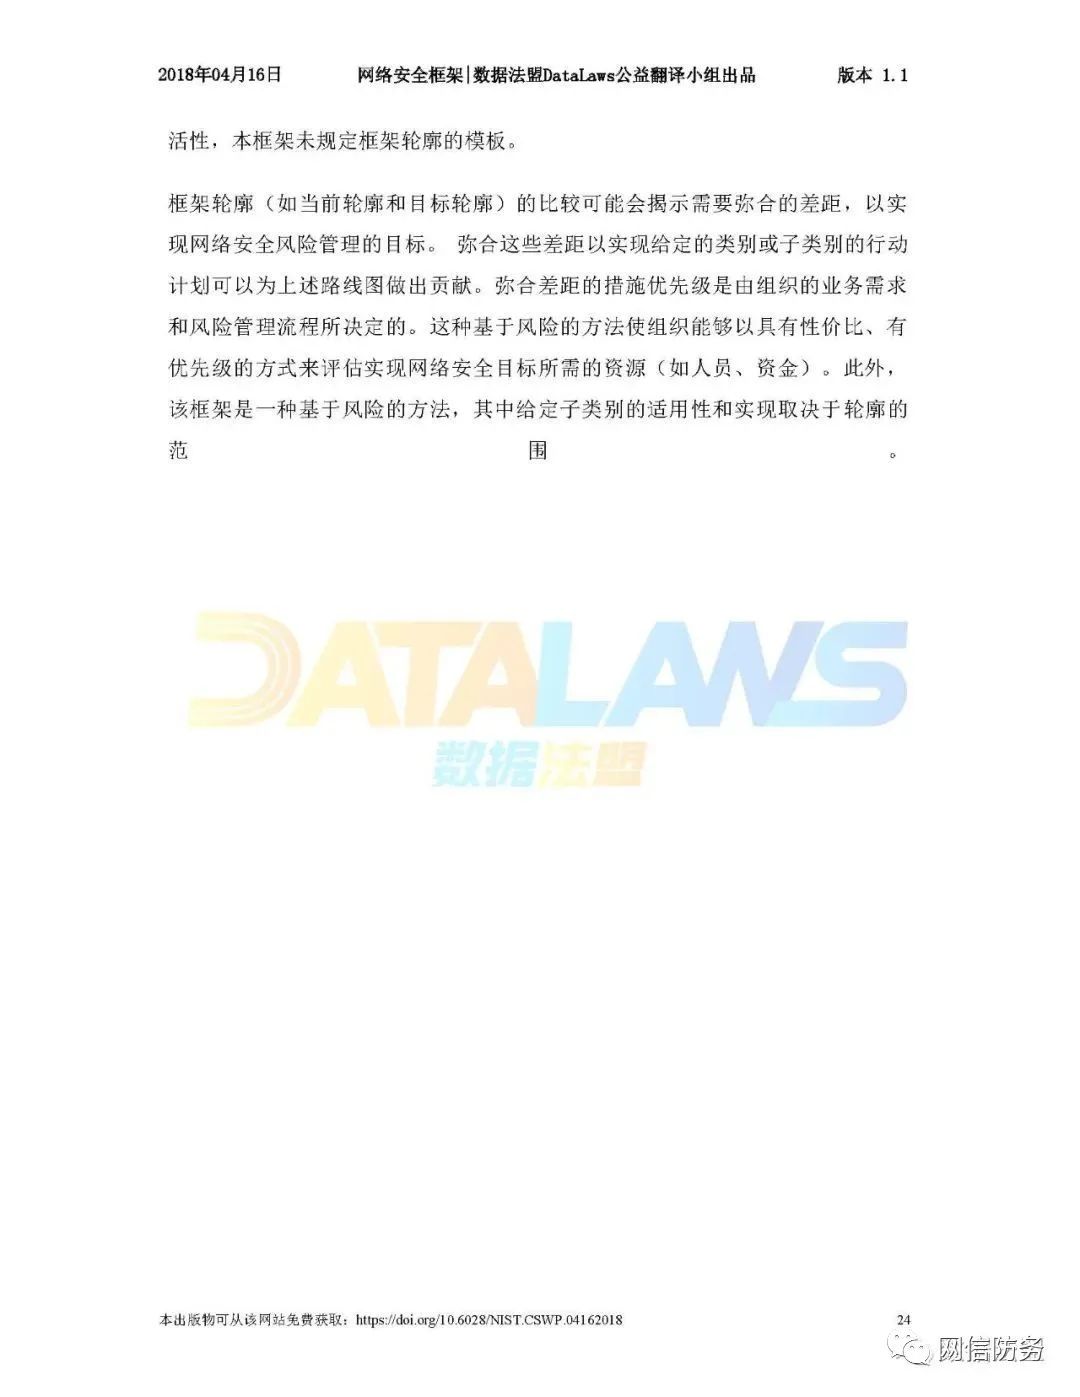 2018年04月16日 网络安全框架|数据法盟DataLaws公益翻译小组出品 版本 1.1
活性，本框架未规定框架轮廓的模板。
框架轮廓（如当前轮廓和目标轮廓）的比较可能会揭示需要弥合的差距，以实
现网络安全风险管理的目标。 弥合这些差距以实现给定的类别或子类别的行动
计划可以为上述路线图做出贡献。弥合差距的措施优先级是由组织的业务需求
和风险管理流程所决定的。这种基于风险的方法使组织能够以具有性价比、有
优先级的方式来评估实现网络安全目标所需的资源（如人员、资金）。此外，
该框架是一种基于风险的方法，其中给定子类别的适用性和实现取决于轮廓的
范 围 。
DATALAWS
数据法盟
本出版物可从该网站免费获取：https://doi.org/10.6028/NIST.CSWP.04162018 24
网信防务